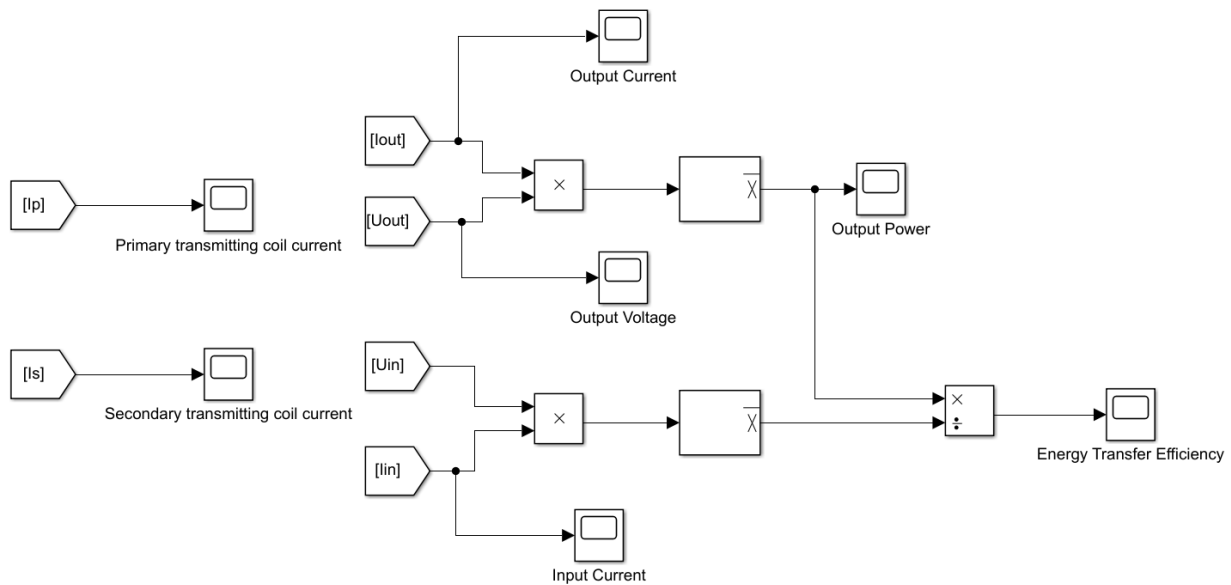 Output Current
[Iout]
×
[Uout]
X
Output Power
[Ip]
Primary transmitting coil current
Output Voltage
[Is]
Secondary transmitting coil current
[Uin]
×
[Iin]
X
×
÷
Energy Transfer Efficiency
Input Current